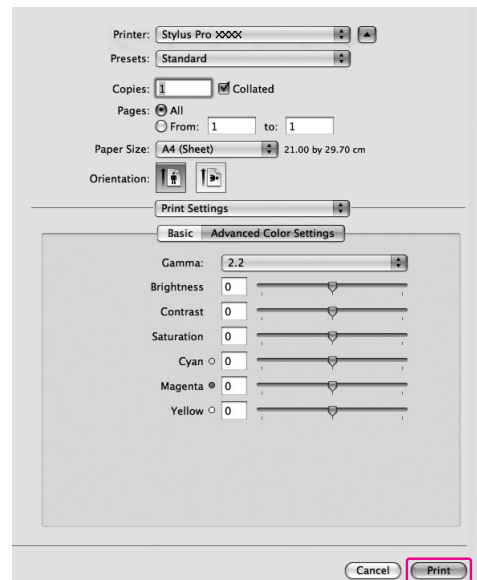 Printer: Stylus Pro XXXX
Presets: Standard
Copies: 1 Collated
Pages: All
From: 1 to: 1
Paper Size: A4 (Sheet) 21.00 by 29.70 cm
Orientation:
Print Settings
Basic Advanced Color Settings
Gamma: 2.2
Brightness 0
Contrast 0
Saturation 0
Cyan 0
Magenta 0
Yellow 0
Cancel Print